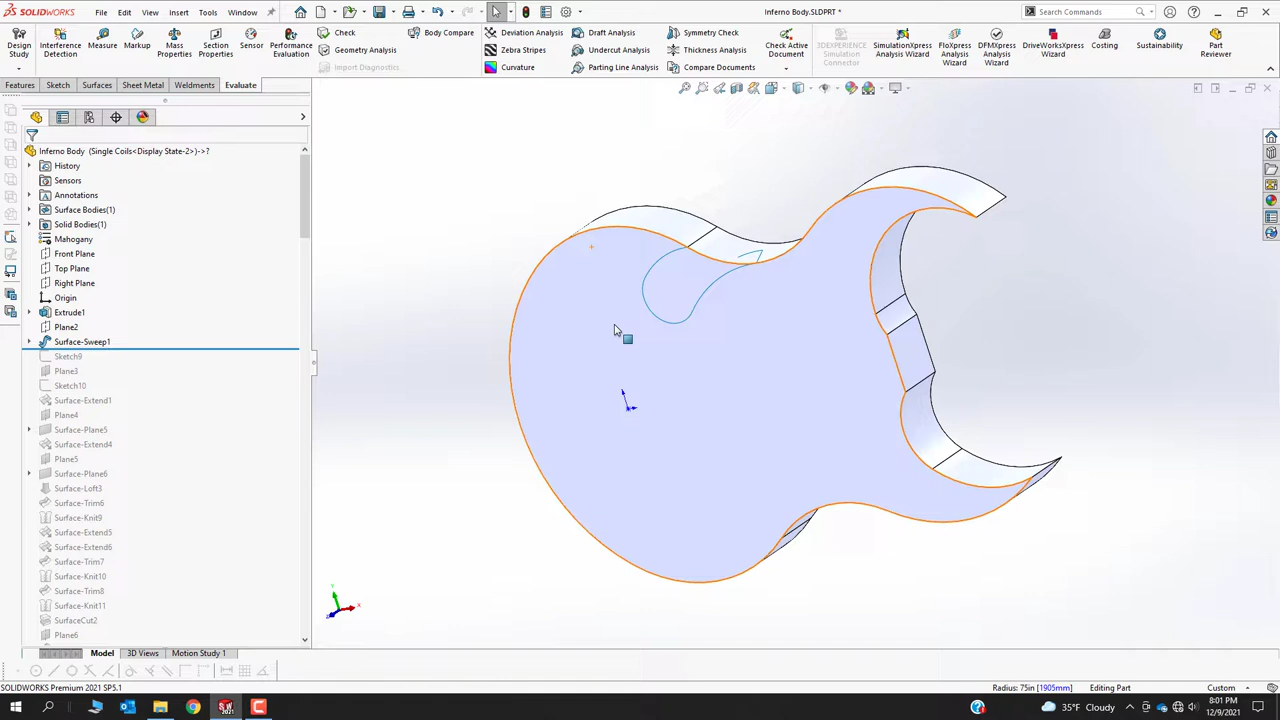 SOLIDWORKS File Edit View Insert Tools Window Inferno Body.SLDPRT * Search Commands
Design Study
Interference Detection
Measure
Markup
Mass Properties
Section Properties
Sensor
Performance Evaluation
Check
Geometry Analysis
Import Diagnostics
Body Compare
Deviation Analysis
Zebra Stripes
Curvature
Draft Analysis
Undercut Analysis
Parting Line Analysis
Symmetry Check
Thickness Analysis
Compare Documents
Check Active Document
3DEXPERIENCE Simulation Connector
SimulationXpress Analysis Wizard
FloXpress Analysis Wizard
DFMXpress Analysis Wizard
DriveWorksXpress Wizard
Costing
Sustainability
Part Reviewer
Features Sketch Surfaces Sheet Metal Weldments Evaluate
Inferno Body (Single Coils<Display State-2>)->?
History
Sensors
Annotations
Surface Bodies(1)
Solid Bodies(1)
Mahogany
Front Plane
Top Plane
Right Plane
Origin
Extrude1
Plane2
Surface-Sweep1
Sketch9
Plane3
Sketch10
Surface-Extend1
Plane4
Surface-Plane5
Surface-Extend4
Plane5
Surface-Plane6
Surface-Loft3
Surface-Trim6
Surface-Knit9
Surface-Extend5
Surface-Extend6
Surface-Trim7
Surface-Knit10
Surface-Trim8
Surface-Knit11
SurfaceCut2
Plane6
Model 3D Views Motion Study 1
SOLIDWORKS Premium 2021 SP5.1 Radius: 75in [1905mm] Editing Part Custom
35°F Cloudy
8:01 PM
12/9/2021